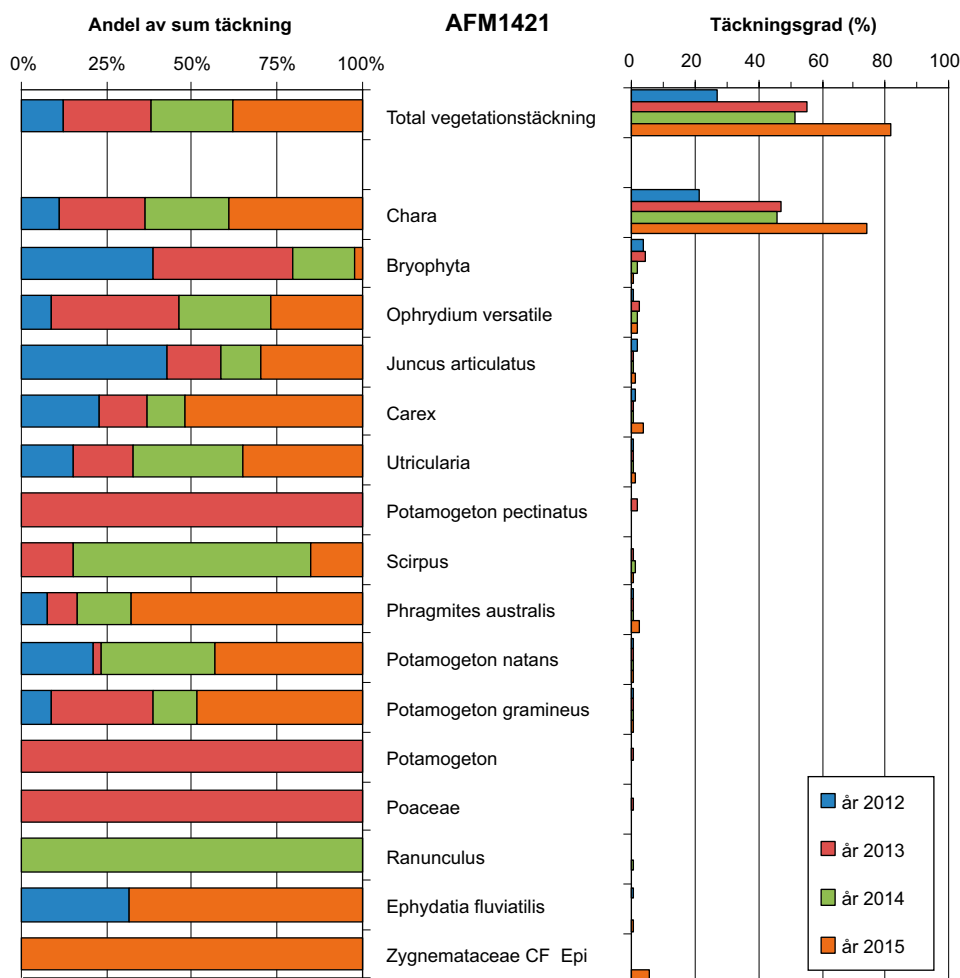 Andel av sum täckning AFM1421 Täckningsgrad (%)
0% 25% 50% 75% 100% 0 20 40 60 80 100
Total vegetationstäckning
Chara
Bryophyta
Ophrydium versatile
Juncus articulatus
Carex
Utricularia
Potamogeton pectinatus
Scirpus
Phragmites australis
Potamogeton natans
Potamogeton gramineus
Potamogeton
Poaceae
Ranunculus
Ephydatia fluviatilis
Zygnemataceae CF Epi
år 2012
år 2013
år 2014
år 2015